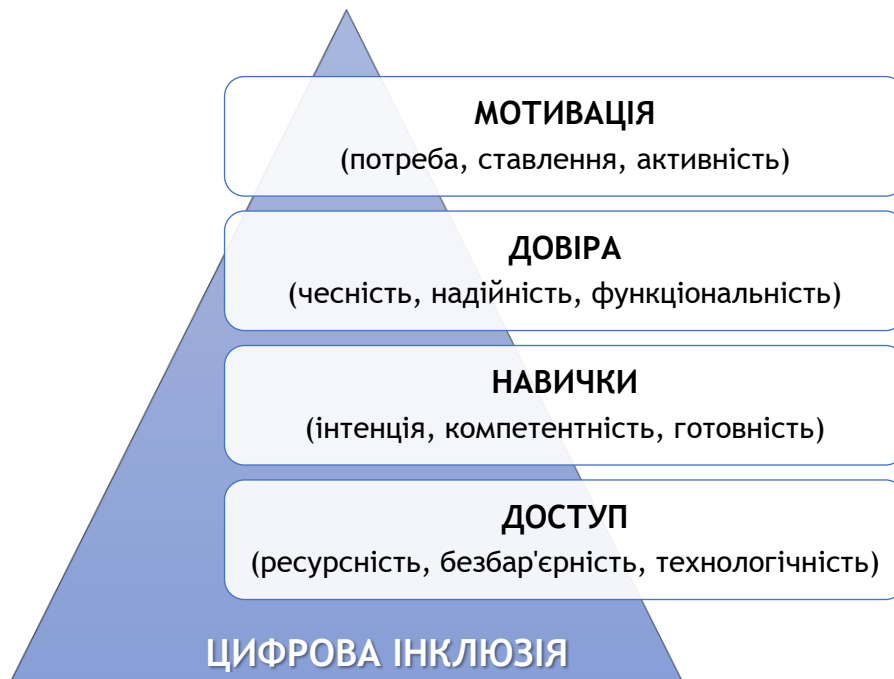 МОТИВАЦІЯ
(потреба, ставлення, активність)
ДОВІРА
(чесність, надійність, функціональність)
НАВИЧКИ
(інтенція, компетентність, готовність)
ДОСТУП
(ресурсність, безбар'єрність, технологічність)
ЦИФРОВА ІНКЛЮЗІЯ